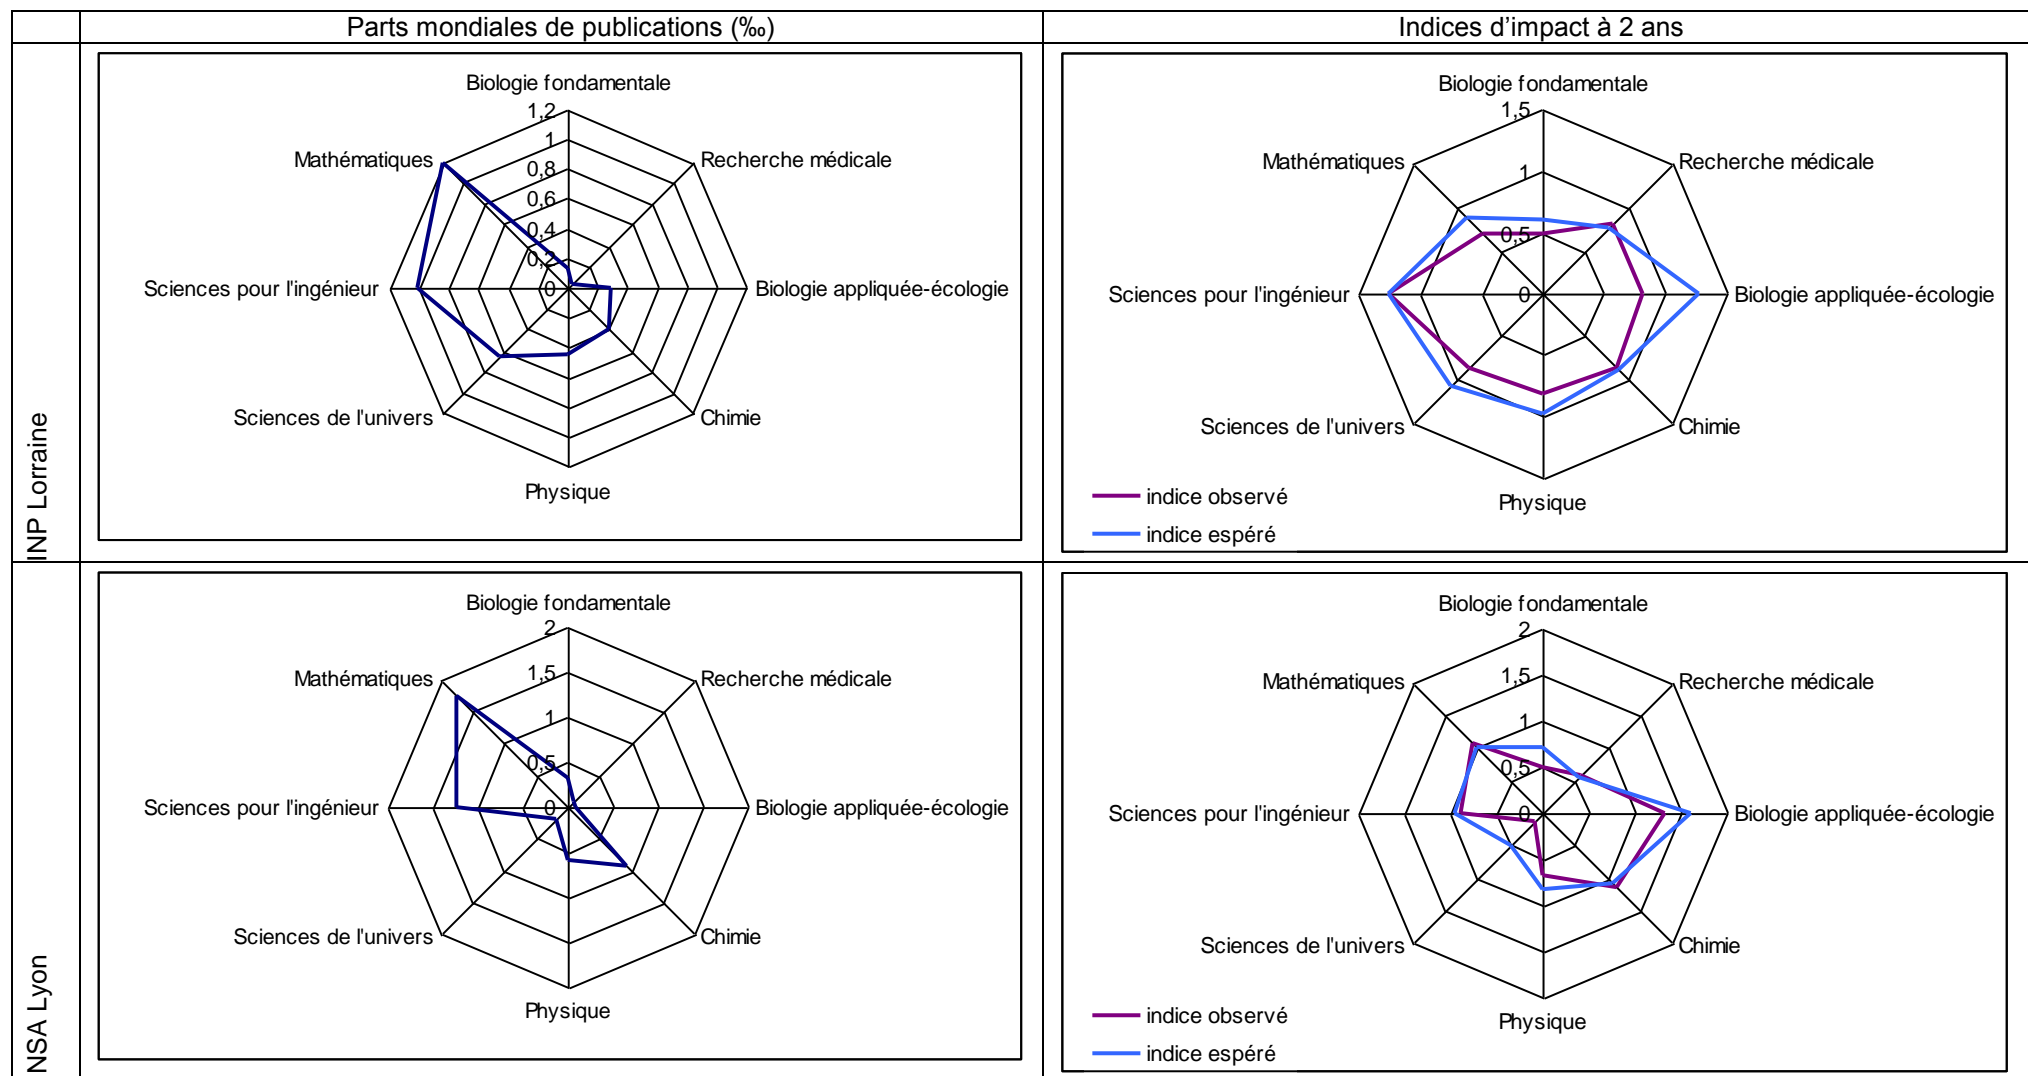 Parts mondiales de publications (‰)
Indices d'impact à 2 ans
INP Lorraine
Biologie fondamentale
1,2
1
0,8
0,6
0,4
0,2
0
Mathématiques
Recherche médicale
Sciences pour l'ingénieur
Biologie appliquée-écologie
Sciences de l'univers
Chimie
Physique
Biologie fondamentale
1,5
1
0,5
0
Mathématiques
Recherche médicale
Sciences pour l'ingénieur
Biologie appliquée-écologie
Sciences de l'univers
Chimie
Physique
indice observé
indice espéré
NSA Lyon
Biologie fondamentale
2
1,5
1
0,5
0
Mathématiques
Recherche médicale
Sciences pour l'ingénieur
Biologie appliquée-écologie
Sciences de l'univers
Chimie
Physique
Biologie fondamentale
2
1,5
1
0,5
0
Mathématiques
Recherche médicale
Sciences pour l'ingénieur
Biologie appliquée-écologie
Sciences de l'univers
Chimie
Physique
indice observé
indice espéré